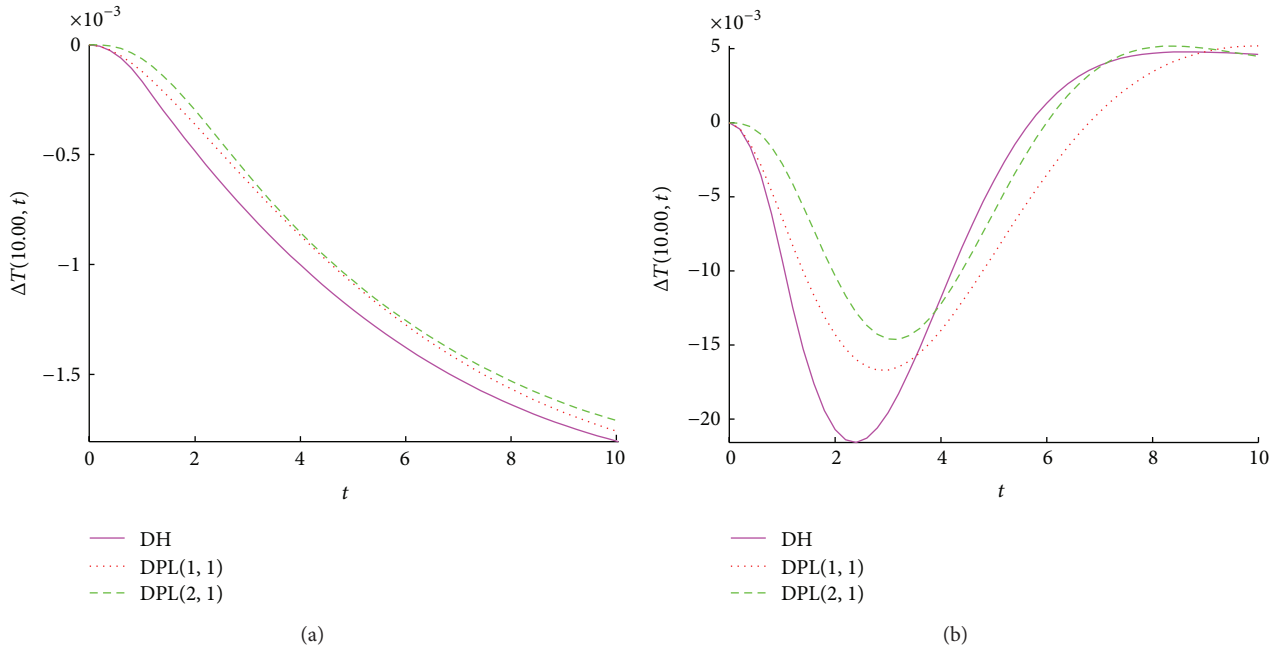 ×10⁻³
0
−0.5
−1
−1.5
ΔT(10.00, t)
0
2
4
6
8
10
t
DH
DPL(1, 1)
DPL(2, 1)
(a)
×10⁻³
5
0
−5
−10
−15
−20
ΔT(10.00, t)
0
2
4
6
8
10
t
DH
DPL(1, 1)
DPL(2, 1)
(b)